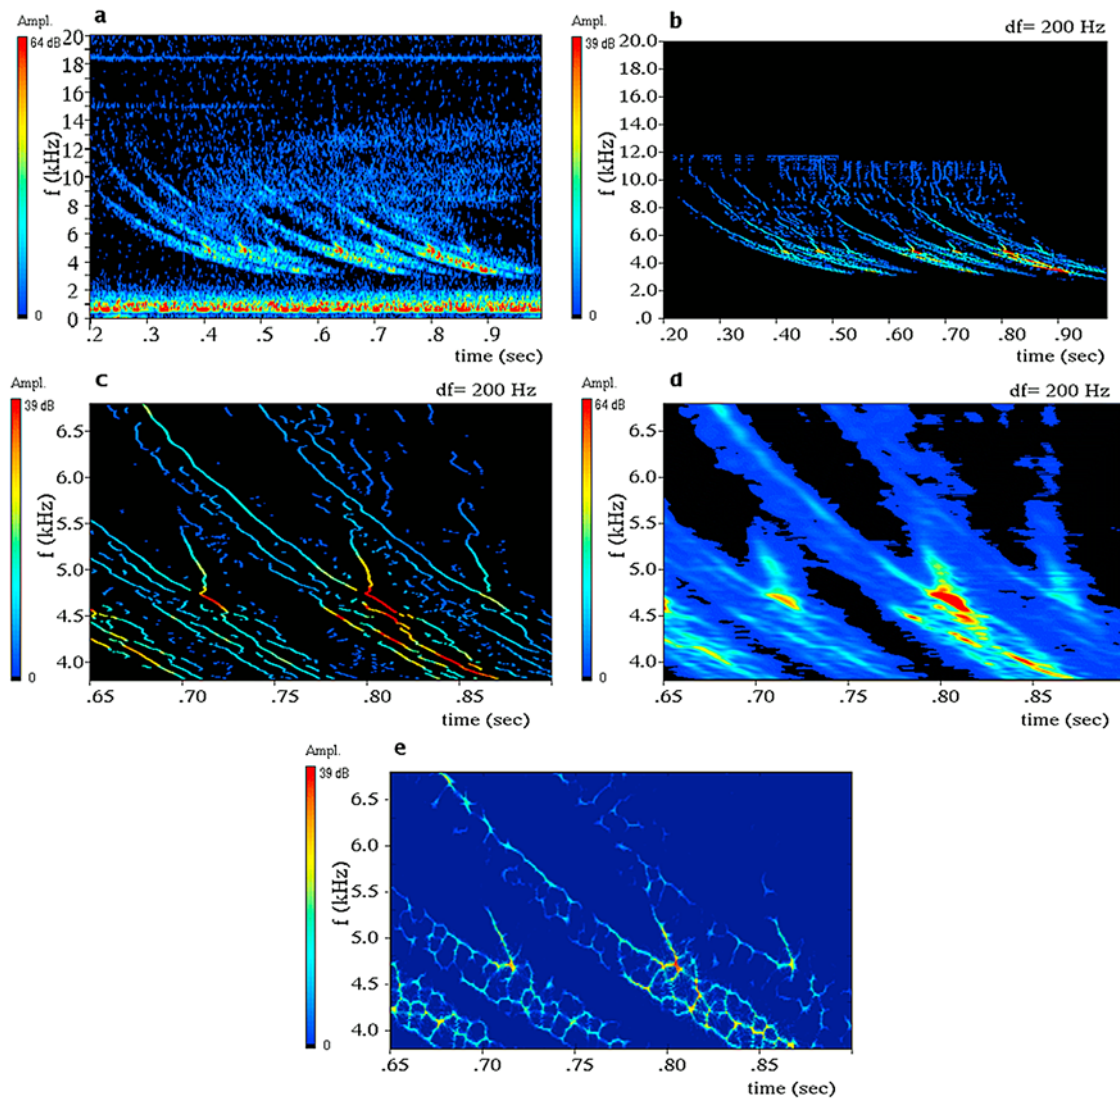 Ampl.
a
64 dB
0
f (kHz)
20
18
16
14
12
10
8
6
4
2
0
.2
.3
.4
.5
.6
.7
.8
.9
time (sec)
Ampl.
b
df= 200 Hz
39 dB
0
f (kHz)
20.0
18.0
16.0
14.0
12.0
10.0
8.0
6.0
4.0
2.0
.0
.20
.30
.40
.50
.60
.70
.80
.90
time (sec)
Ampl.
c
df= 200 Hz
39 dB
0
f (kHz)
6.5
6.0
5.5
5.0
4.5
4.0
.65
.70
.75
.80
.85
time (sec)
Ampl.
d
df= 200 Hz
64 dB
0
f (kHz)
6.5
6.0
5.5
5.0
4.5
4.0
.65
.70
.75
.80
.85
time (sec)
Ampl.
e
39 dB
0
f (kHz)
6.5
6.0
5.5
5.0
4.5
4.0
.65
.70
.75
.80
.85
time (sec)